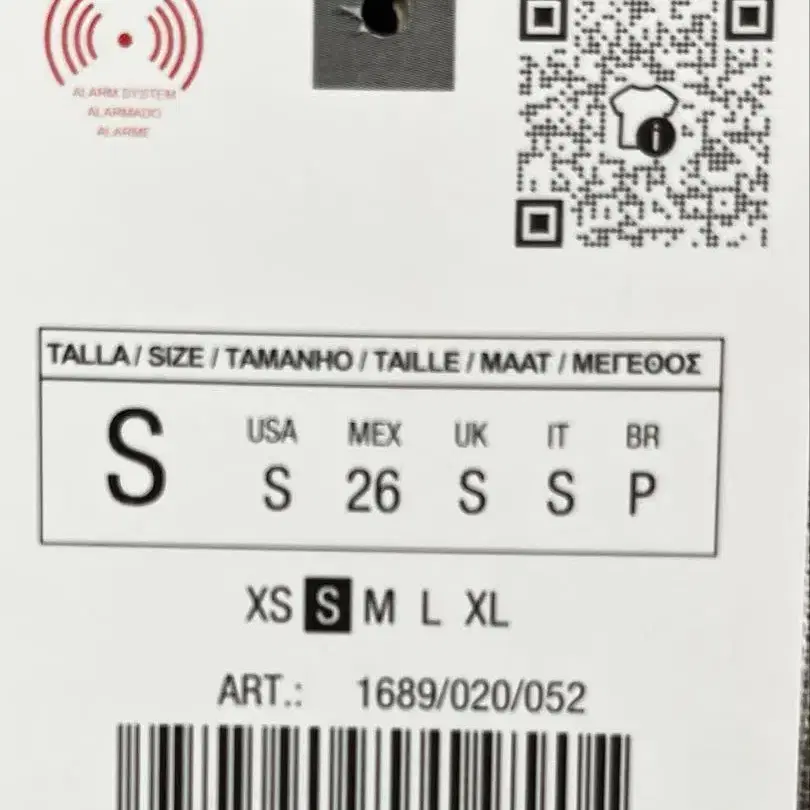 ALARM SYSTEM
ALARMADO
ALARME
i
TALLA / SIZE / TAMANHO / TAILLE / MAAT / ΜΕΓΕΘΟΣ
S
USA MEX UK IT BR
S 26 S S P
XS S M L XL
ART.: 1689/020/052